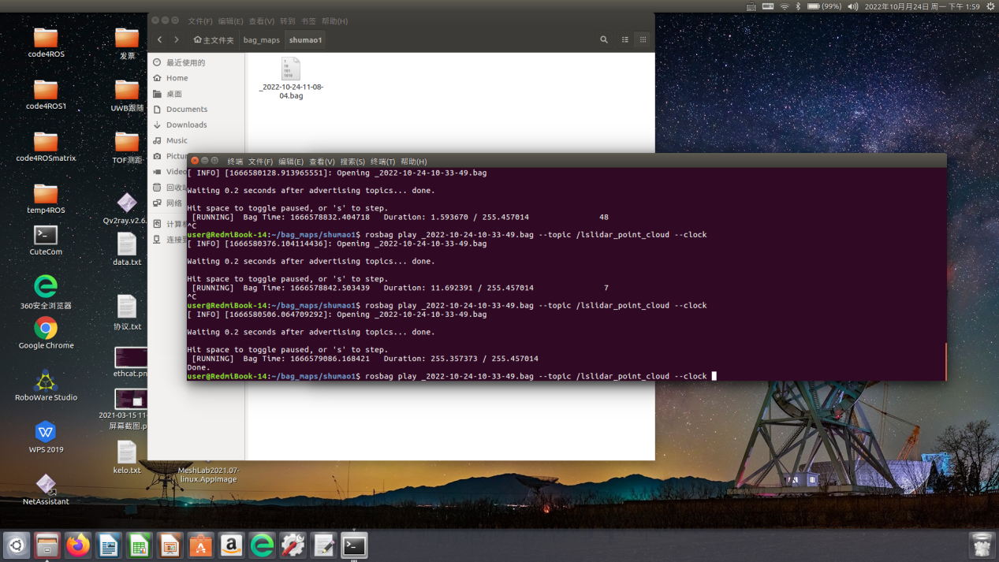 (99%)
2022年10月月24日 周一 下午 1:59
文件(F) 编辑(E) 查看(V) 转到 书签 帮助(H)
主文件夹 bag_maps shumao1
最近使用的
Home
桌面
Documents
Downloads
Music
Pictur
Video
回收站
网络
计算机
连接到
_2022-10-24-11-08-
04.bag
code4ROS
发票
code4ROS1
UWB跟随
code4ROSmatrix
TOF测距
temp4ROS
Qv2ray.v2.6.
CuteCom
data.txt
360安全浏览器
协议.txt
Google Chrome
ethcat.pn
RoboWare Studio
2021-03-15 11-
屏幕截图.p
WPS 2019
kelo.txt
MeshLab2021.07-
linux.AppImage
NetAssistant
终端 文件(F) 编辑(E) 查看(V) 搜索(S) 终端(T) 帮助(H)
[ INFO] [1666580128.913965551]: Opening _2022-10-24-10-33-49.bag
Waiting 0.2 seconds after advertising topics... done.
Hit space to toggle paused, or 's' to step.
[RUNNING]  Bag Time: 1666578832.404718   Duration: 1.593670 / 255.457014               48
^C
user@RedmiBook-14:~/bag_maps/shumao1$ rosbag play _2022-10-24-10-33-49.bag --topic /lslidar_point_cloud --clock
[ INFO] [1666580376.104114436]: Opening _2022-10-24-10-33-49.bag
Waiting 0.2 seconds after advertising topics... done.
Hit space to toggle paused, or 's' to step.
[RUNNING]  Bag Time: 1666578842.503439   Duration: 11.692391 / 255.457014               7
^C
user@RedmiBook-14:~/bag_maps/shumao1$ rosbag play _2022-10-24-10-33-49.bag --topic /lslidar_point_cloud --clock
[ INFO] [1666580506.064709292]: Opening _2022-10-24-10-33-49.bag
Waiting 0.2 seconds after advertising topics... done.
Hit space to toggle paused, or 's' to step.
[RUNNING]  Bag Time: 1666579086.168421   Duration: 255.357373 / 255.457014
Done.
user@RedmiBook-14:~/bag_maps/shumao1$ rosbag play _2022-10-24-10-33-49.bag --topic /lslidar_point_cloud --clock